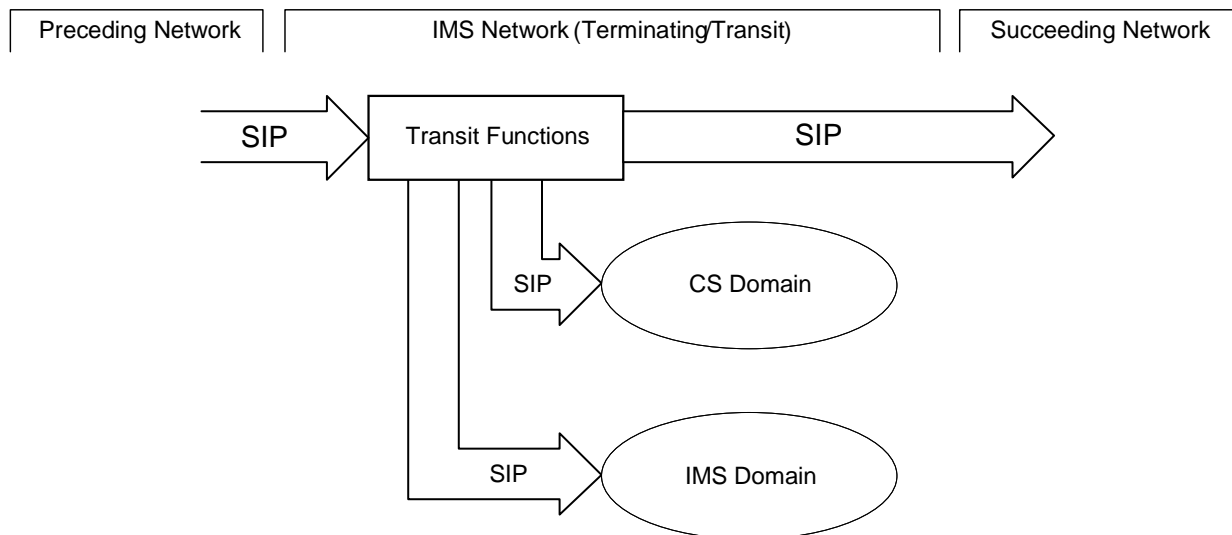 Preceding Network
IMS Network (Terminating/Transit)
Succeeding Network
SIP
Transit Functions
SIP
SIP
CS Domain
SIP
IMS Domain